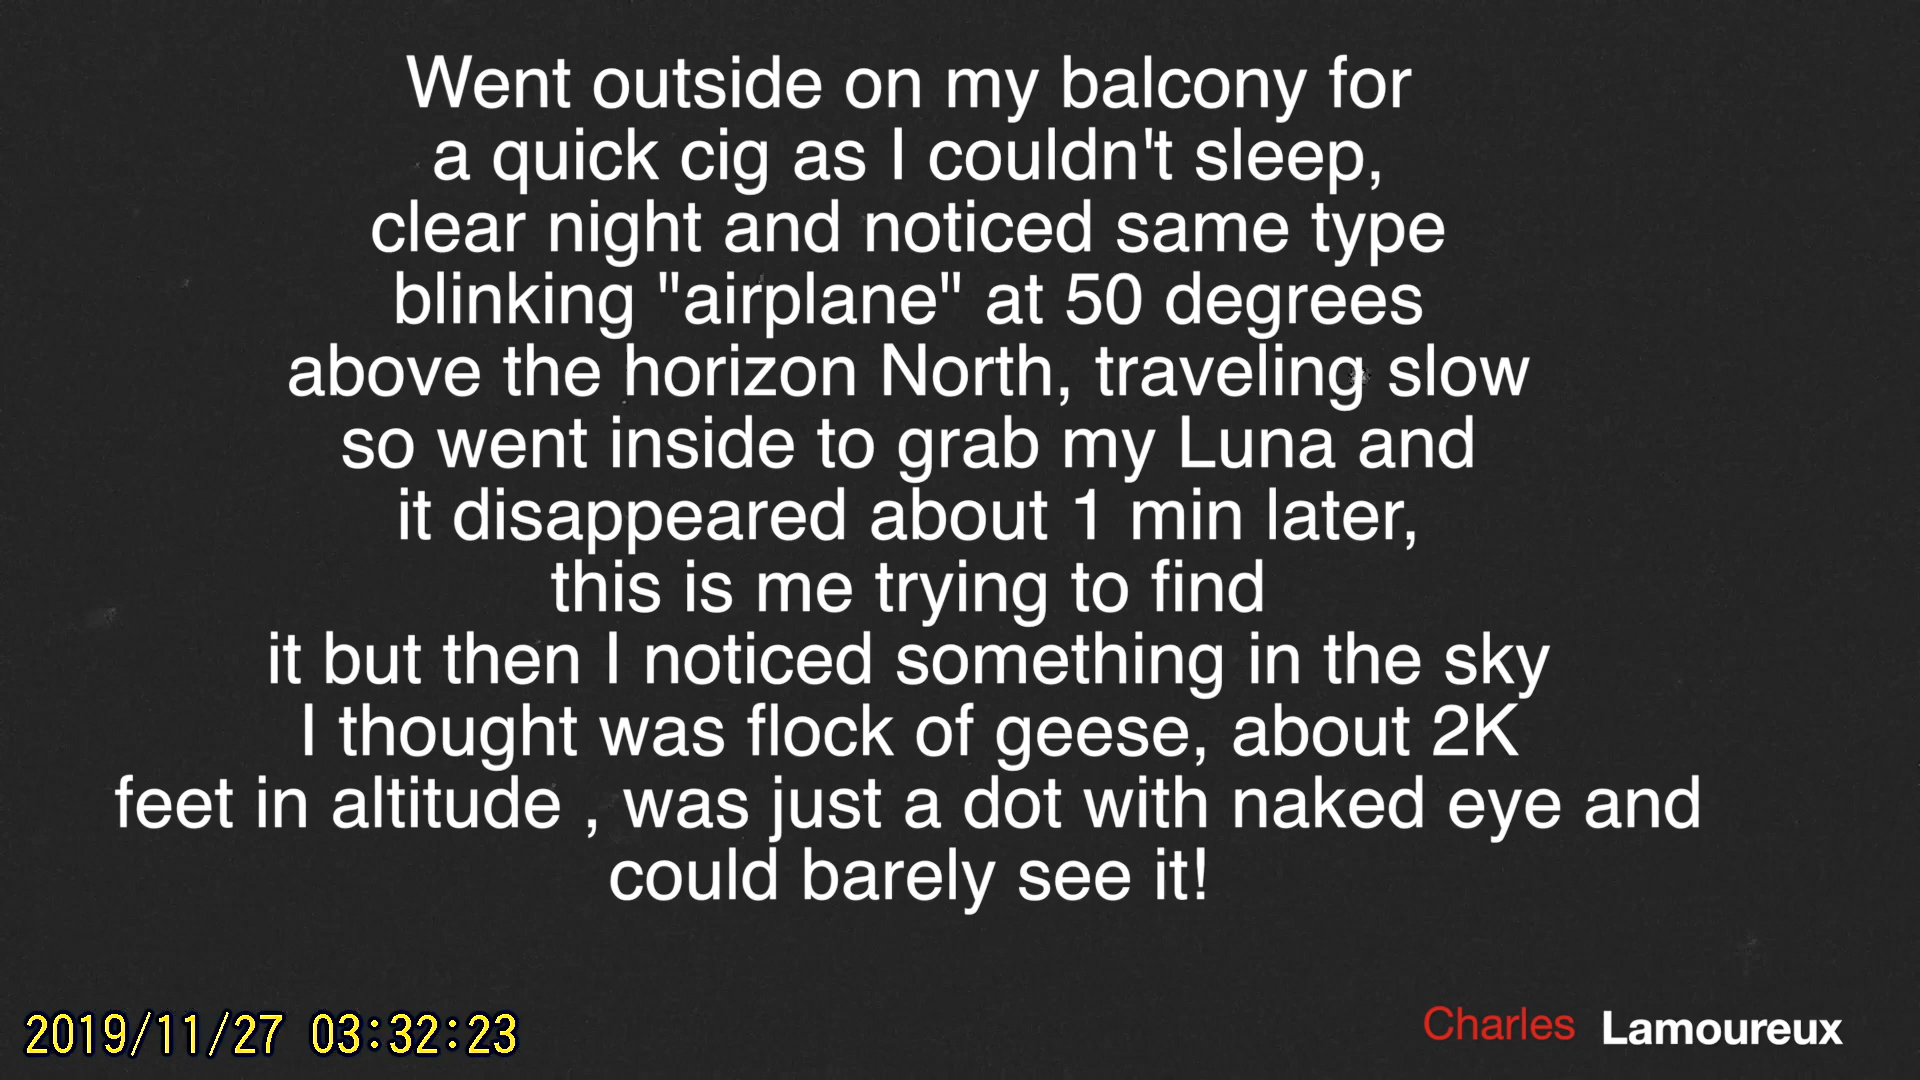 Went outside on my balcony for
a quick cig as I couldn't sleep,
clear night and noticed same type
blinking "airplane" at 50 degrees
above the horizon North, traveling slow
so went inside to grab my Luna and
it disappeared about 1 min later,
this is me trying to find
it but then I noticed something in the sky
I thought was flock of geese, about 2K
feet in altitude , was just a dot with naked eye and
could barely see it!
2019/11/27 03:32:23
Charles Lamoureux